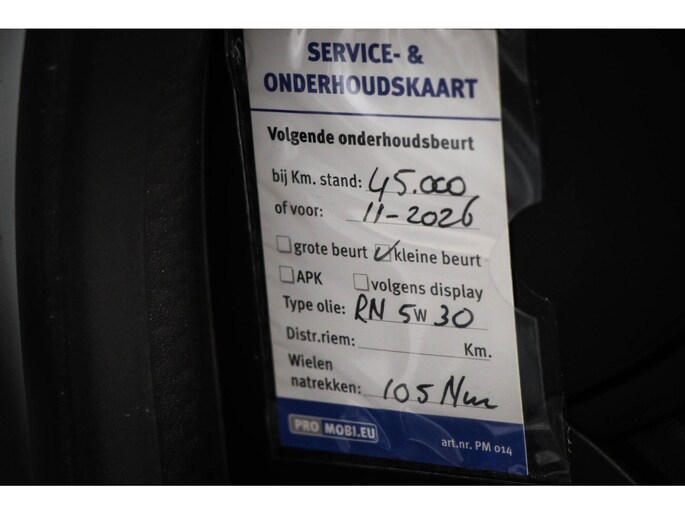 SERVICE- &
ONDERHOUDSKAART
Volgende onderhoudsbeurt
bij Km. stand: 45.000
of voor: 11-2026
grote beurt kleine beurt
APK volgens display
Type olie: RN 5W30
Distr.riem: Km.
Wielen
natrekken: 105 Nm
PRO MOBI.EU
art.nr. PM 014